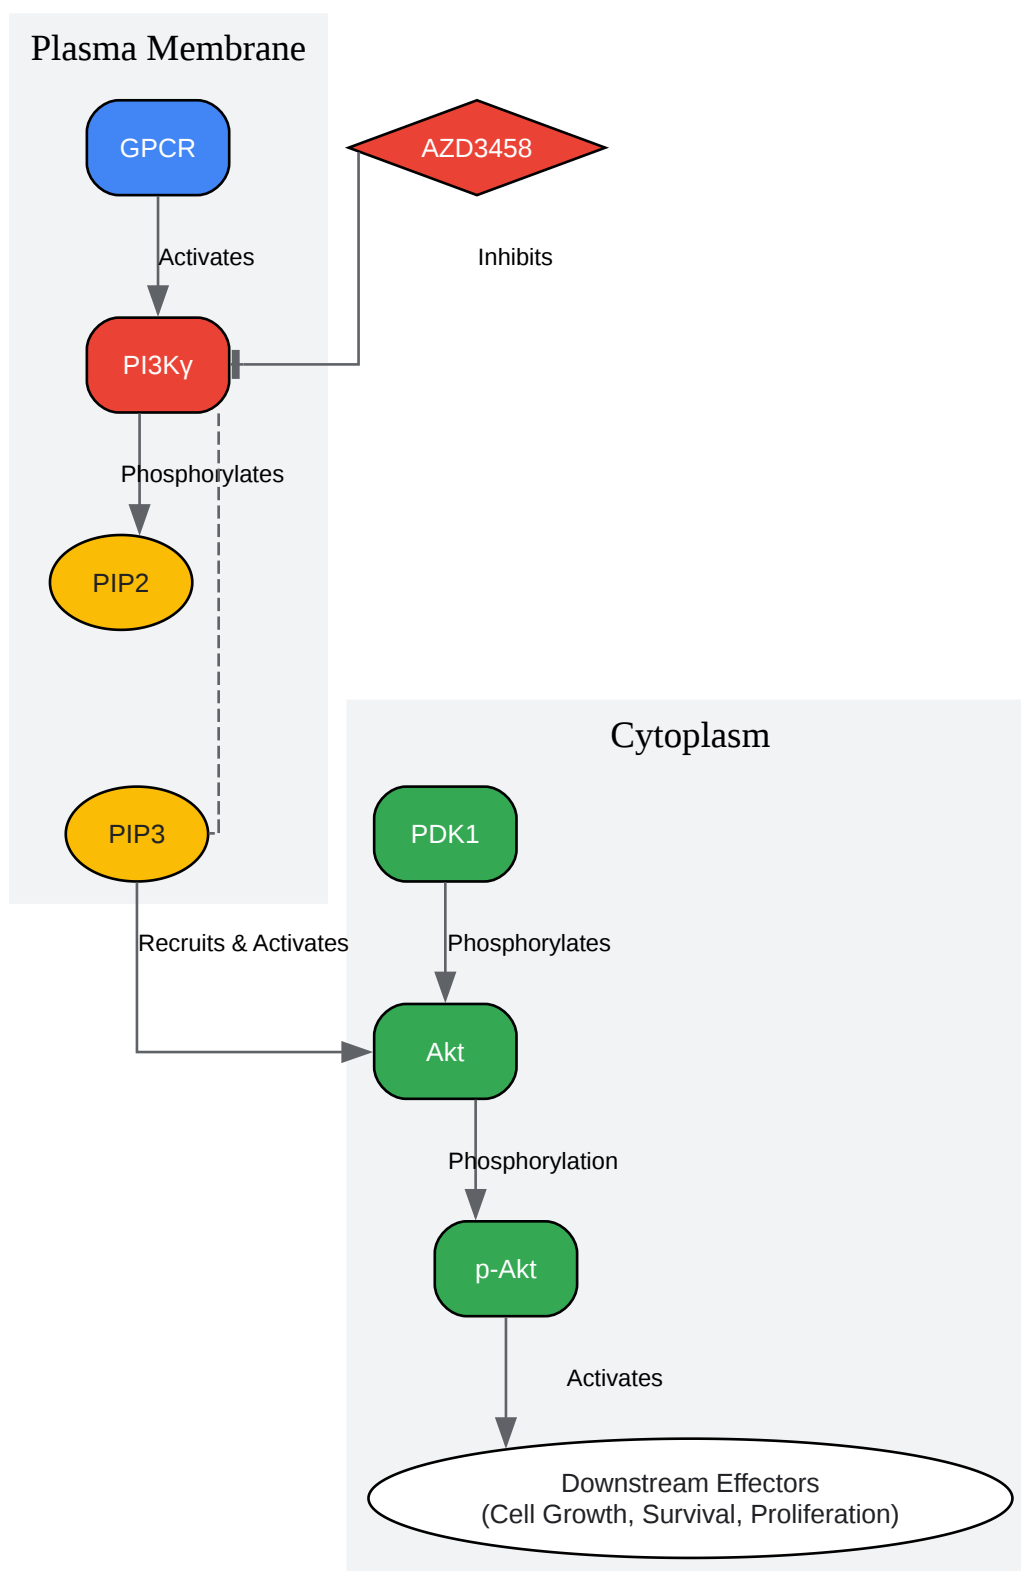 Plasma Membrane
GPCR
AZD3458
Activates
Inhibits
PI3Kγ
Phosphorylates
PIP2
Cytoplasm
PIP3
PDK1
Recruits & Activates
Phosphorylates
Akt
Phosphorylation
p-Akt
Activates
Downstream Effectors
(Cell Growth, Survival, Proliferation)